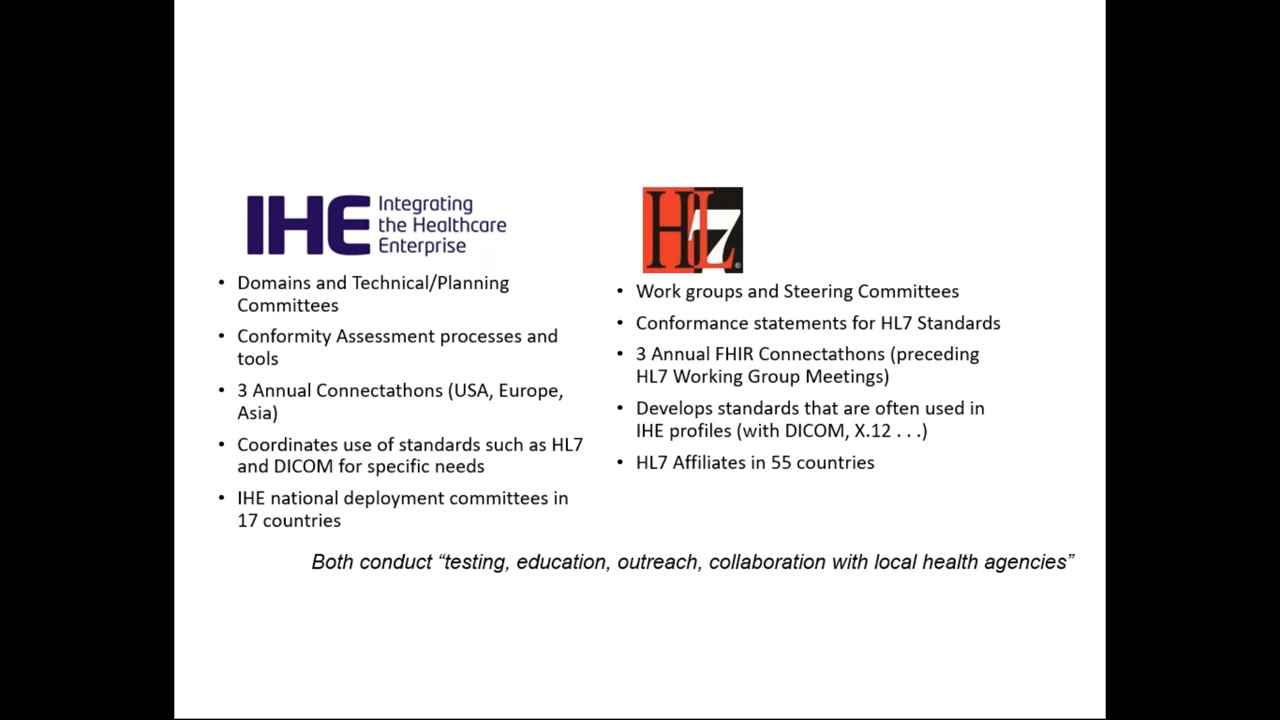 IHE Integrating
the Healthcare
Enterprise
• Domains and Technical/Planning
Committees
• Conformity Assessment processes and
tools
• 3 Annual Connectathons (USA, Europe,
Asia)
• Coordinates use of standards such as HL7
and DICOM for specific needs
• IHE national deployment committees in
17 countries
HL7®
• Work groups and Steering Committees
• Conformance statements for HL7 Standards
• 3 Annual FHIR Connectathons (preceding
HL7 Working Group Meetings)
• Develops standards that are often used in
IHE profiles (with DICOM, X.12 . . .)
• HL7 Affiliates in 55 countries
Both conduct “testing, education, outreach, collaboration with local health agencies”